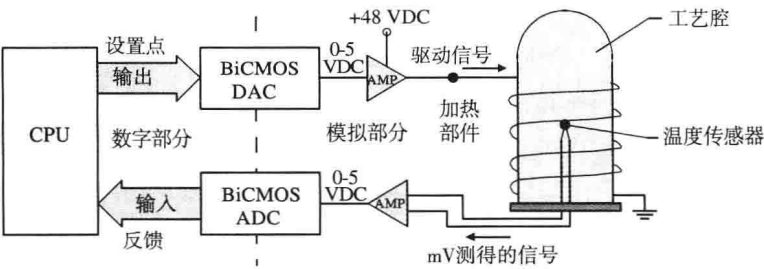 +48 VDC
工艺腔
设置点
输出
BiCMOS
DAC
0-5
VDC
AMP
驱动信号
CPU
数字部分
模拟部分
加热
部件
温度传感器
输入
反馈
BiCMOS
ADC
0-5
VDC
AMP
mV测得的信号